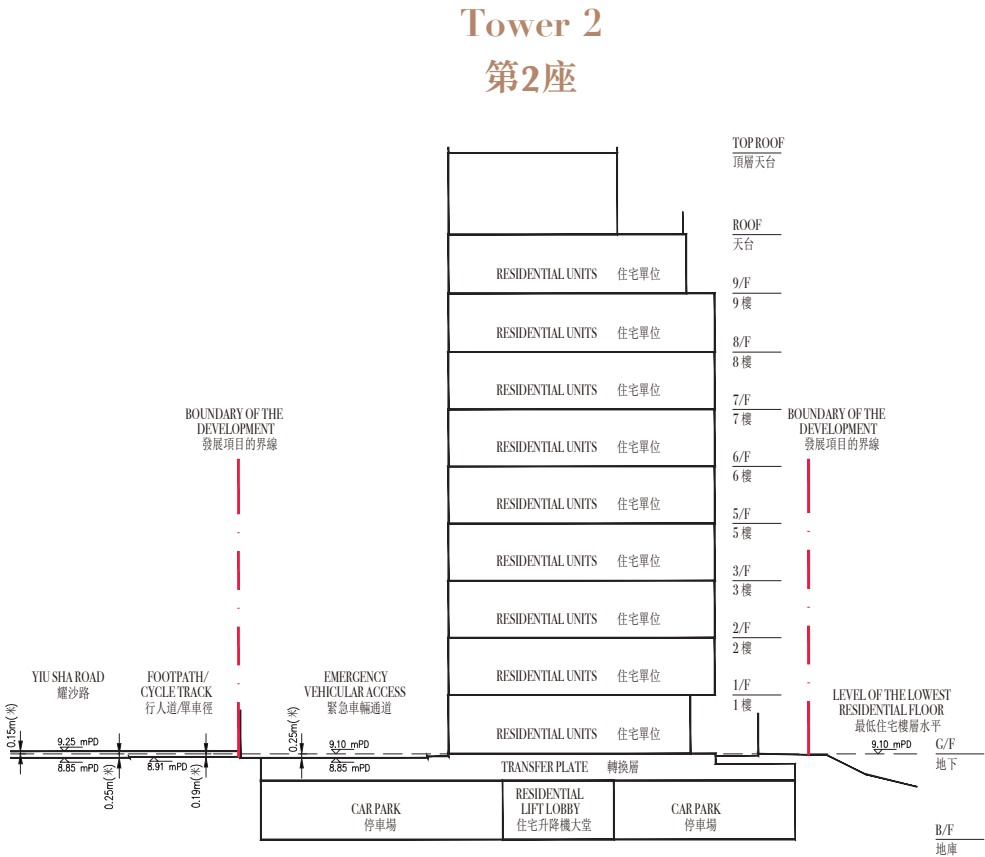 Tower 2
第2座
TOP ROOF
頂層天台
ROOF
天台
RESIDENTIAL UNITS 住宅單位
9/F
9 樓
RESIDENTIAL UNITS 住宅單位
8/F
8 樓
RESIDENTIAL UNITS 住宅單位
7/F
7 樓
BOUNDARY OF THE
DEVELOPMENT
發展項目的界線
BOUNDARY OF THE
DEVELOPMENT
發展項目的界線
RESIDENTIAL UNITS 住宅單位
6/F
6 樓
RESIDENTIAL UNITS 住宅單位
5/F
5 樓
RESIDENTIAL UNITS 住宅單位
3/F
3 樓
RESIDENTIAL UNITS 住宅單位
2/F
2 樓
RESIDENTIAL UNITS 住宅單位
1/F
1 樓
YIU SHA ROAD
耀沙路
FOOTPATH/
CYCLE TRACK
行人道/單車徑
EMERGENCY
VEHICULAR ACCESS
緊急車輛通道
LEVEL OF THE LOWEST
RESIDENTIAL FLOOR
最低住宅樓層水平
RESIDENTIAL UNITS 住宅單位
0.15m(米)
9.25 mPD
8.85 mPD
0.25m(米)
8.91 mPD
0.19m(米)
0.25m(米)
9.10 mPD
8.85 mPD
9.10 mPD
G/F
地下
TRANSFER PLATE 轉換層
CAR PARK
停車場
RESIDENTIAL
LIFT LOBBY
住宅升降機大堂
CAR PARK
停車場
B/F
地庫